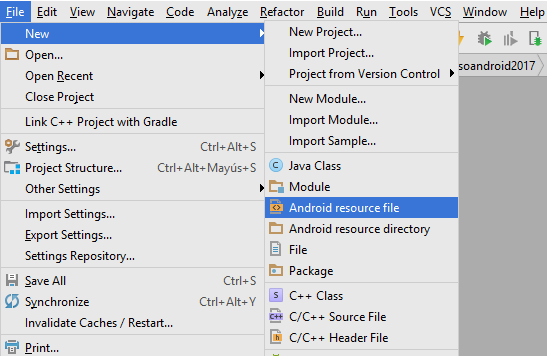 File Edit View Navigate Code Analyze Refactor Build Run Tools VCS Window Help
New
Open...
Open Recent
Close Project
Link C++ Project with Gradle
Settings... Ctrl+Alt+S
Project Structure... Ctrl+Alt+Mayús+S
Other Settings
Import Settings...
Export Settings...
Settings Repository...
Save All Ctrl+S
Synchronize Ctrl+Alt+Y
Invalidate Caches / Restart...
Print...
New Project...
Import Project...
Project from Version Control
New Module...
Import Module...
Import Sample...
Java Class
Module
Android resource file
Android resource directory
File
Package
C++ Class
C/C++ Source File
C/C++ Header File
soandroid2017